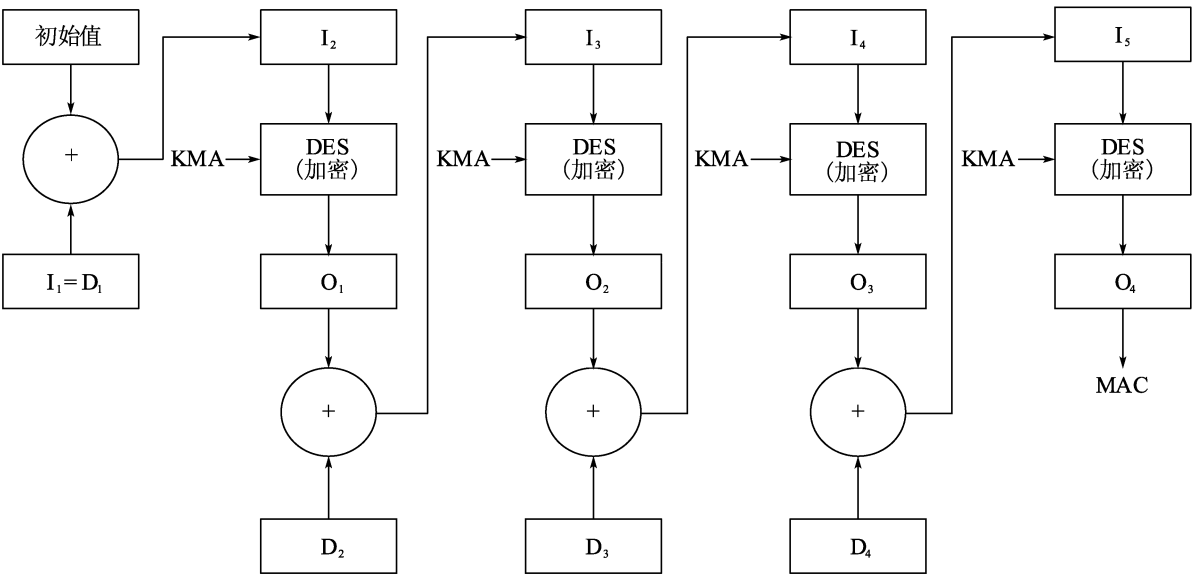 初始值
I₂
I₃
I₄
I₅
+
KMA
DES
(加密)
KMA
DES
(加密)
KMA
DES
(加密)
KMA
DES
(加密)
I₁=D₁
O₁
O₂
O₃
O₄
+
+
+
MAC
D₂
D₃
D₄